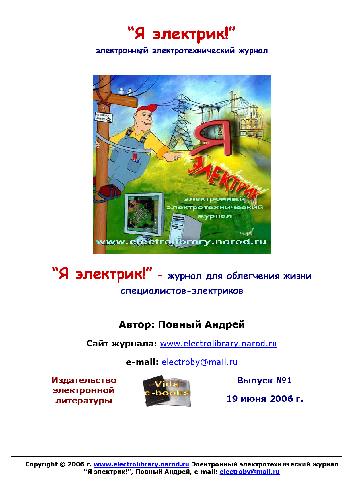 “Я электрик!”
электронный электротехнический журнал
Я
ЭЛЕКТРИК
электронный
электротехнический
журнал
www.electrolibrary.narod.ru
“Я электрик!” - журнал для облегчения жизни
специалистов-электриков
Автор: Повный Андрей
Сайт журнала: www.electrolibrary.narod.ru
e-mail: electroby@mail.ru
Издательство
электронной
литературы
Vida
e-books
Выпуск №1
19 июня 2006 г.
Copyright © 2006 г. www.electrolibrary.narod.ru Электронный электротехнический журнал
“Я электрик!”, Повный Андрей, e-mail: electroby@mail.ru